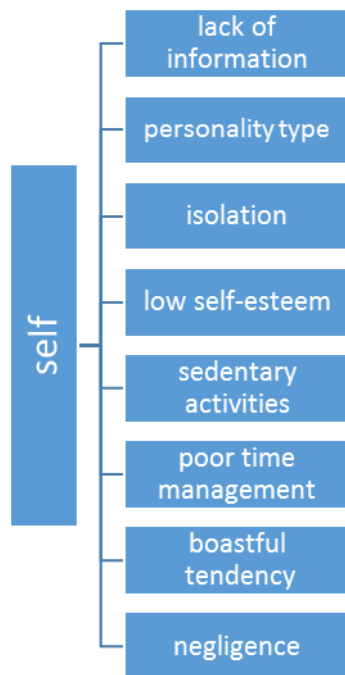 self
lack of
information
personality type
isolation
low self-esteem
sedentary
activities
poor time
management
boastful
tendency
negligence